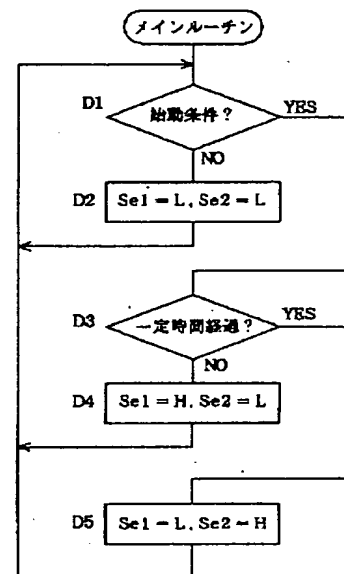 メインルーチン
D1 始動条件? YES
NO
D2 Se1=L,Se2=L
D3 一定時間経過? YES
NO
D4 Se1=H,Se2=L
D5 Se1=L,Se2=H